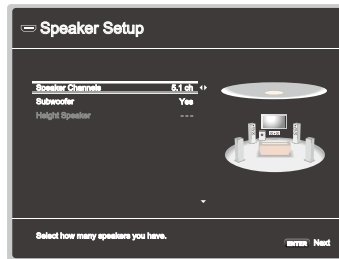 Speaker Setup
Speaker Channels 5.1 ch
Subwoofer Yes
Height Speaker ---
Select how many speakers you have.
ENTER Next